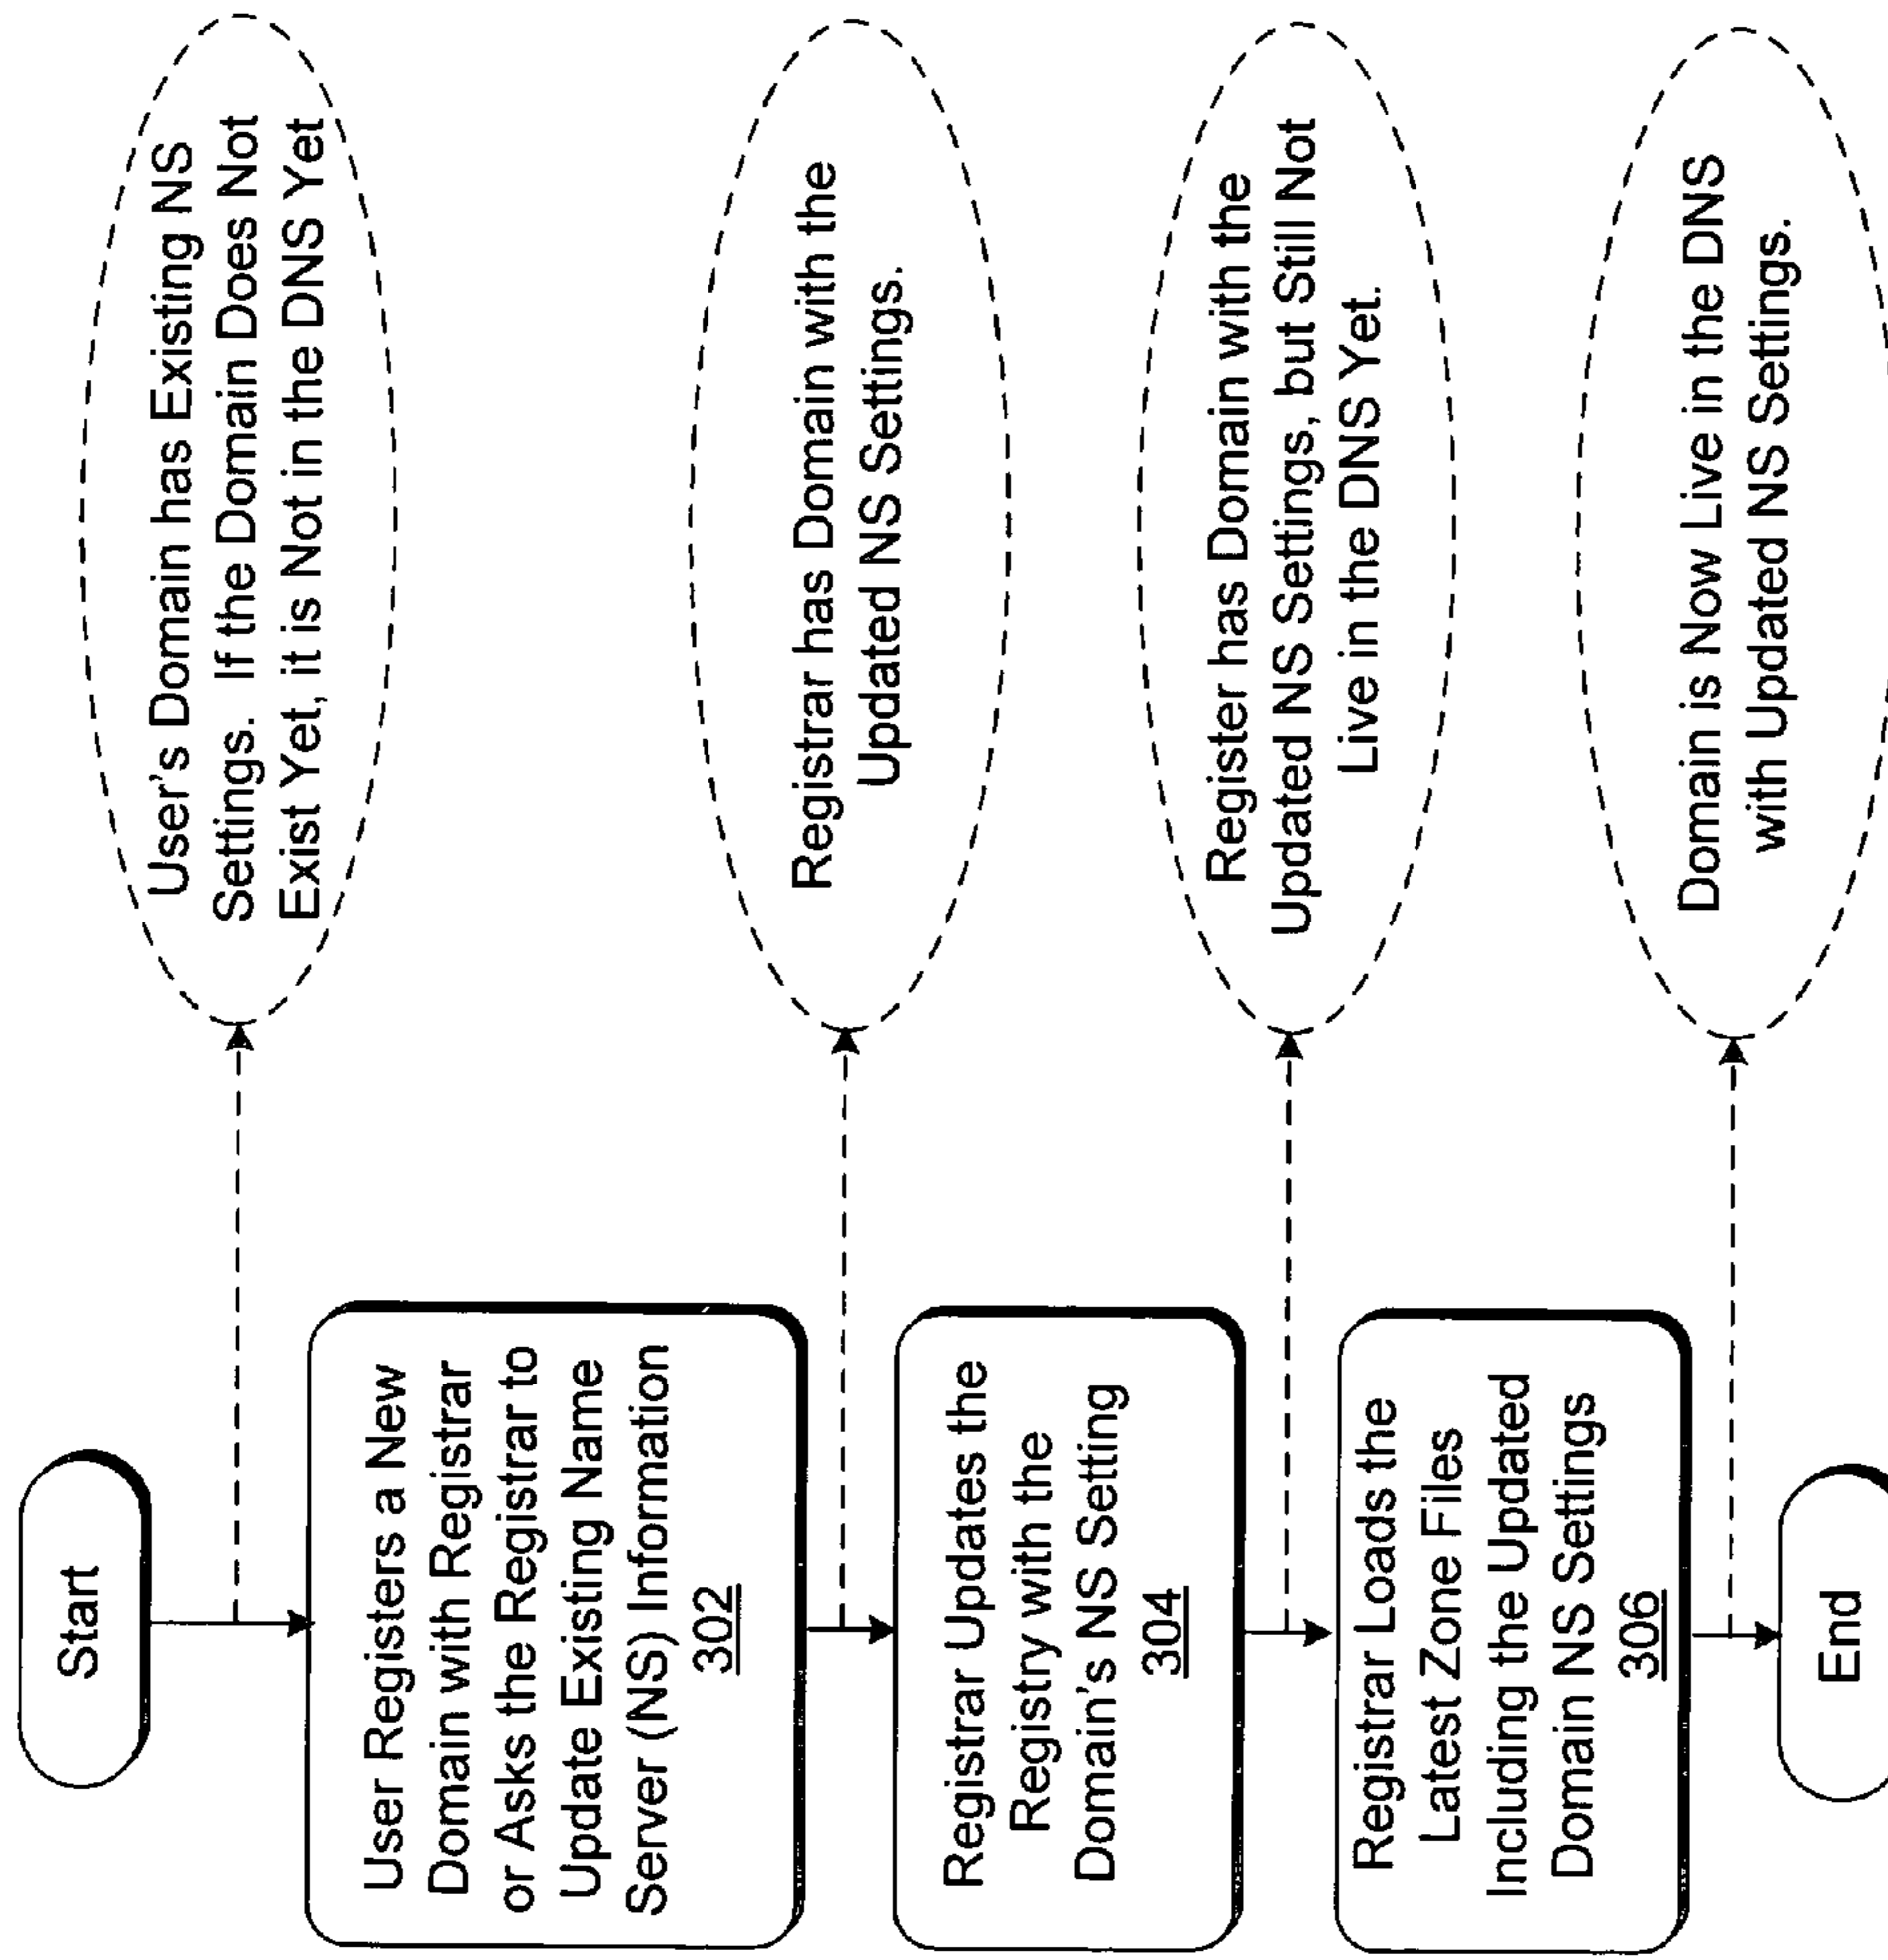 Start
User's Domain has Existing NS
Settings. If the Domain Does Not
Exist Yet, it is Not in the DNS Yet
User Registers a New
Domain with Registrar
or Asks the Registrar to
Update Existing Name
Server (NS) Information
302
Registrar has Domain with the
Updated NS Settings.
Registrar Updates the
Registry with the
Domain's NS Setting
304
Register has Domain with the
Updated NS Settings, but Still Not
Live in the DNS Yet.
Registrar Loads the
Latest Zone Files
Including the Updated
Domain NS Settings
306
Domain is Now Live in the DNS
with Updated NS Settings.
End